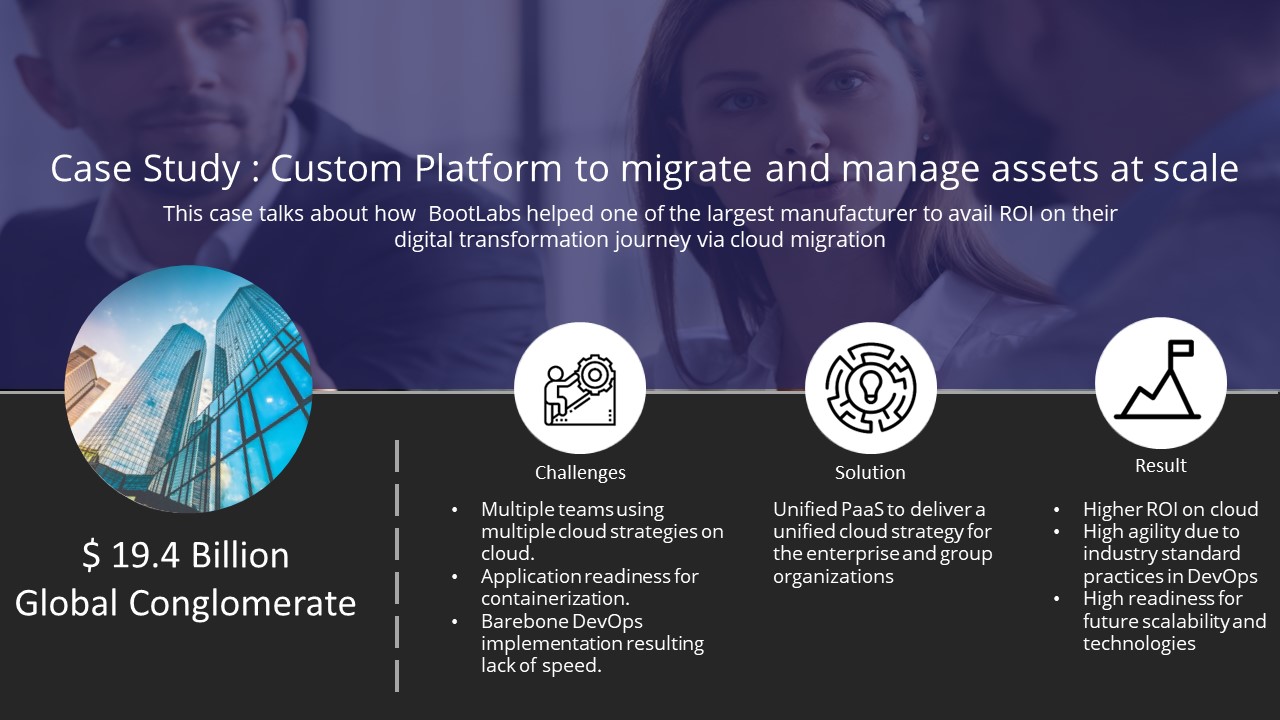 Case Study : Custom Platform to migrate and manage assets at scale
This case talks about how BootLabs helped one of the largest manufacturer to avail ROI on their
digital transformation journey via cloud migration
$ 19.4 Billion
Global Conglomerate
Challenges
• Multiple teams using
multiple cloud strategies on
cloud.
• Application readiness for
containerization.
• Barebone DevOps
implementation resulting
lack of speed.
Solution
Unified PaaS to deliver a
unified cloud strategy for
the enterprise and group
organizations
Result
• Higher ROI on cloud
• High agility due to
industry standard
practices in DevOps
• High readiness for
future scalability and
technologies